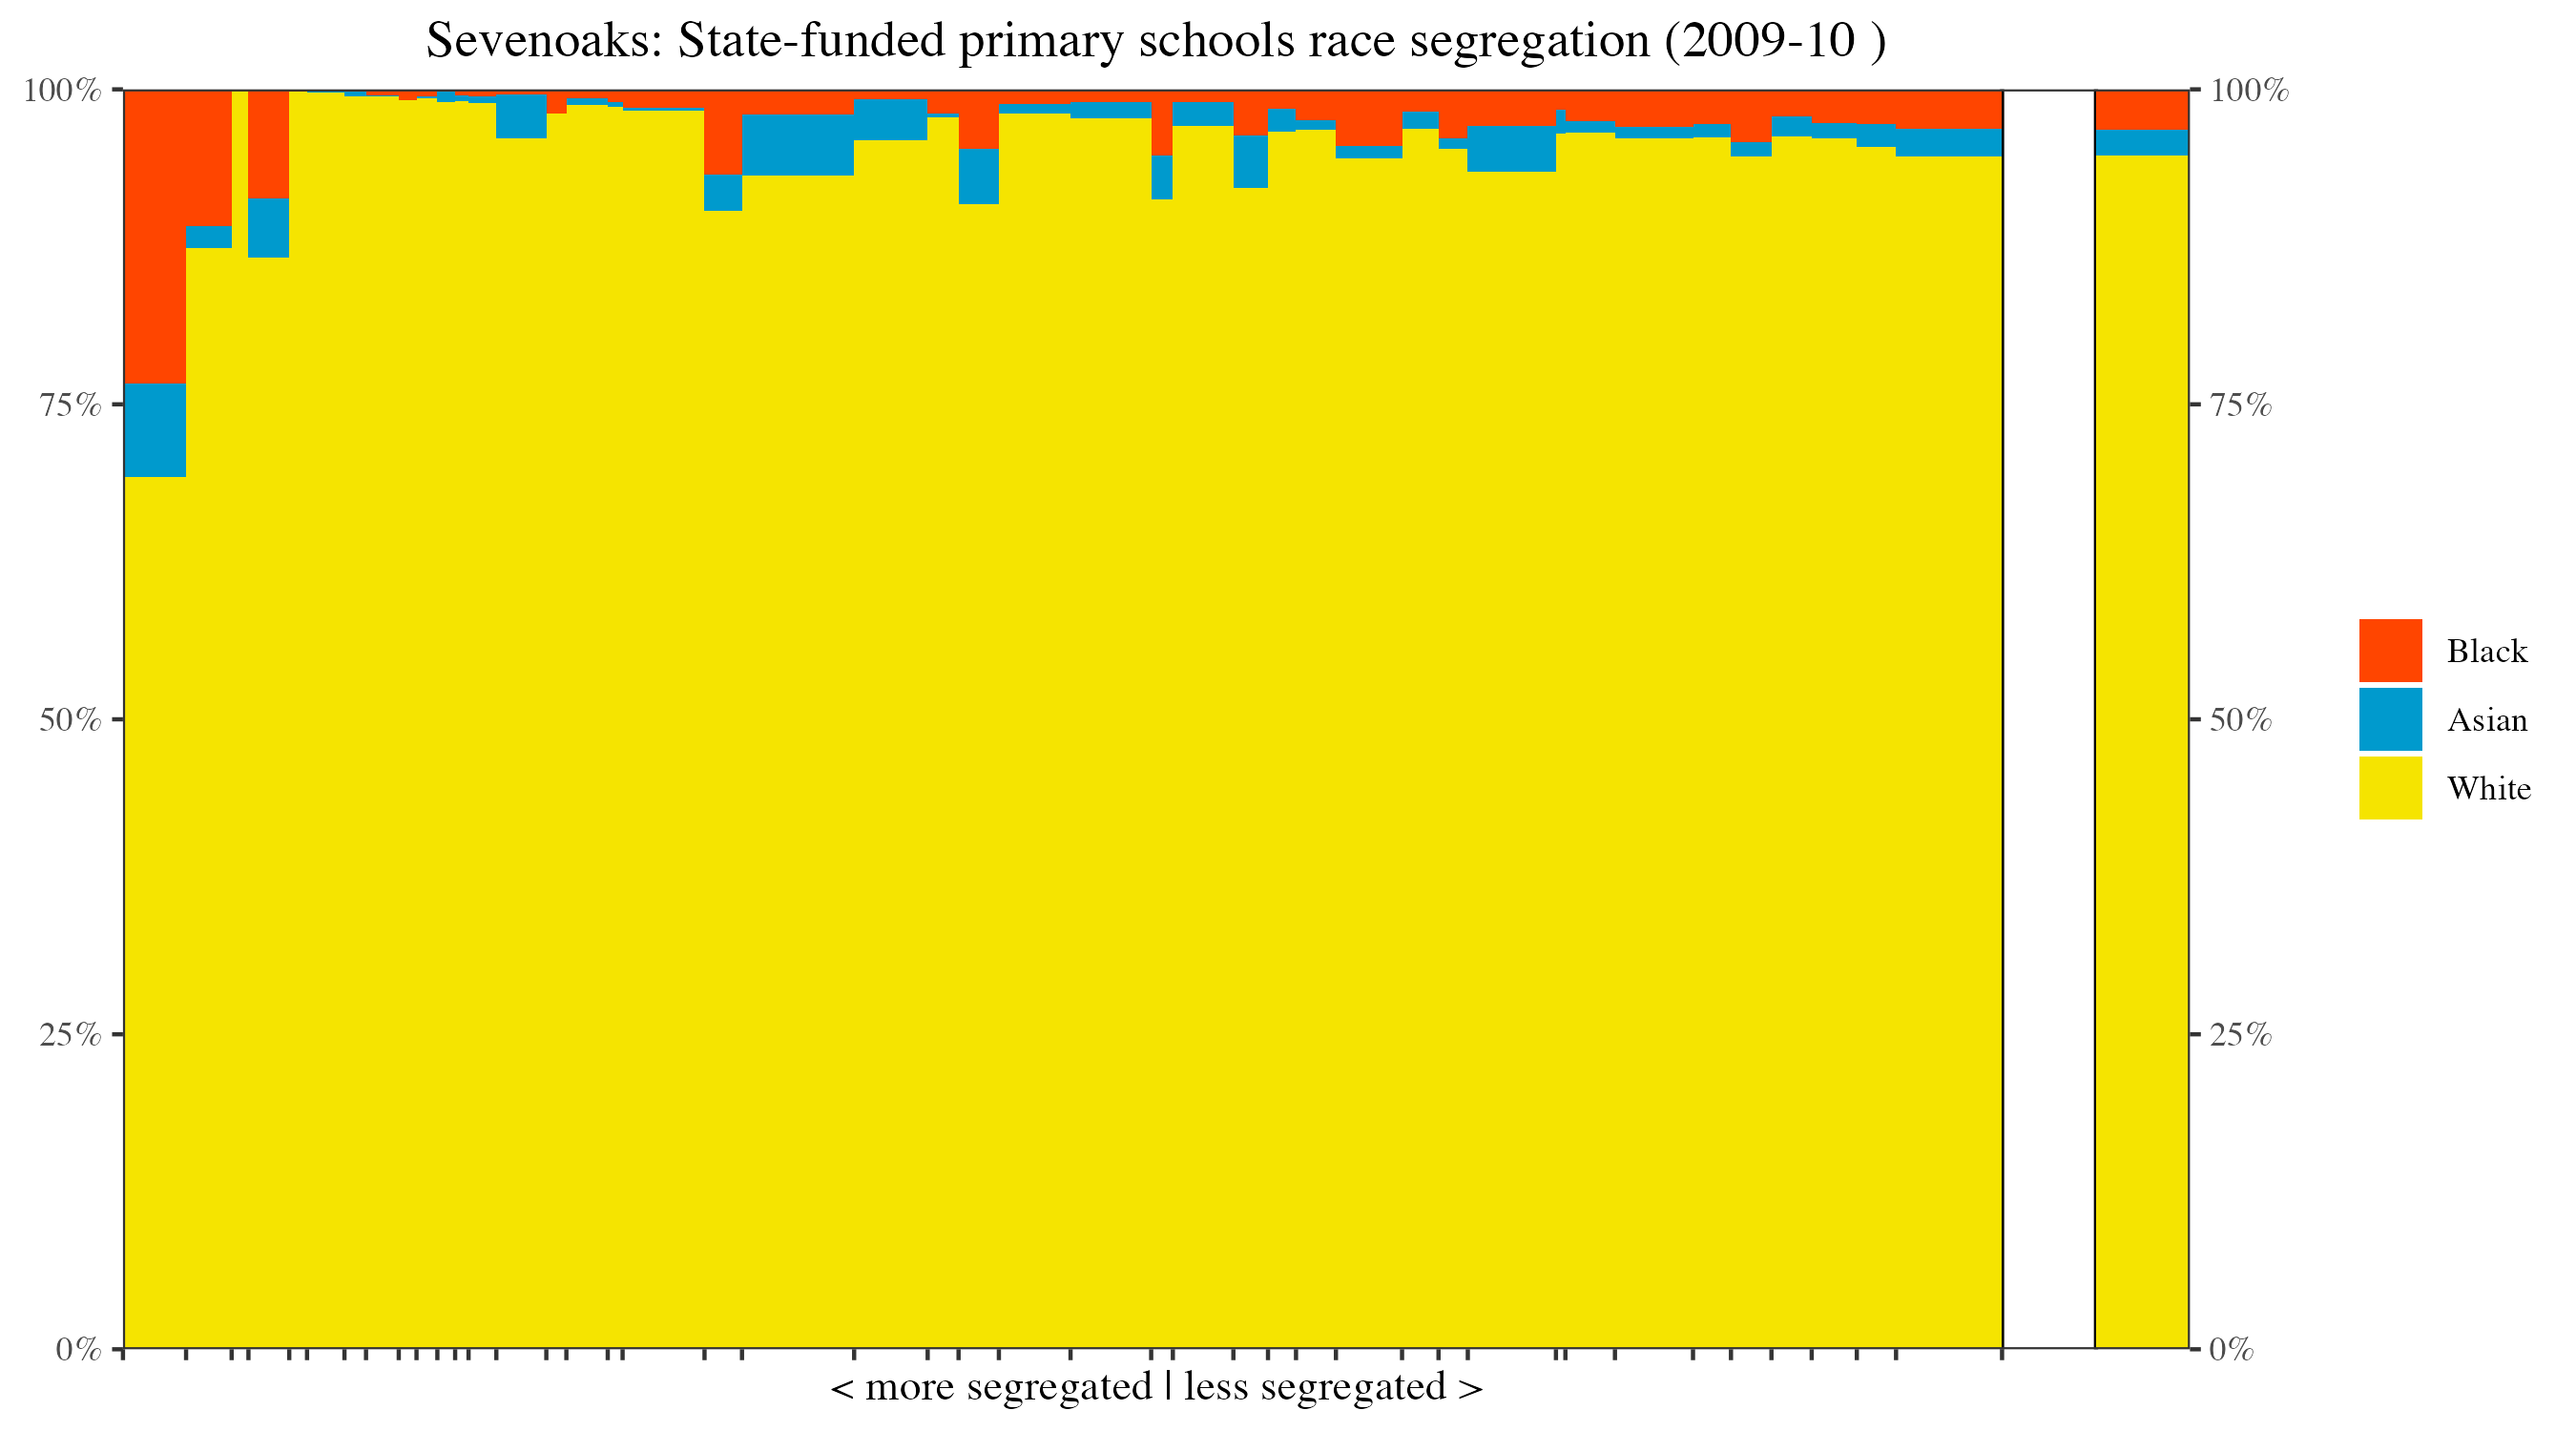 Sevenoaks: State-funded primary schools race segregation (2009-10 )
100%
75%
50%
25%
0%
100%
75%
50%
25%
0%
Black
Asian
White
< more segregated | less segregated >